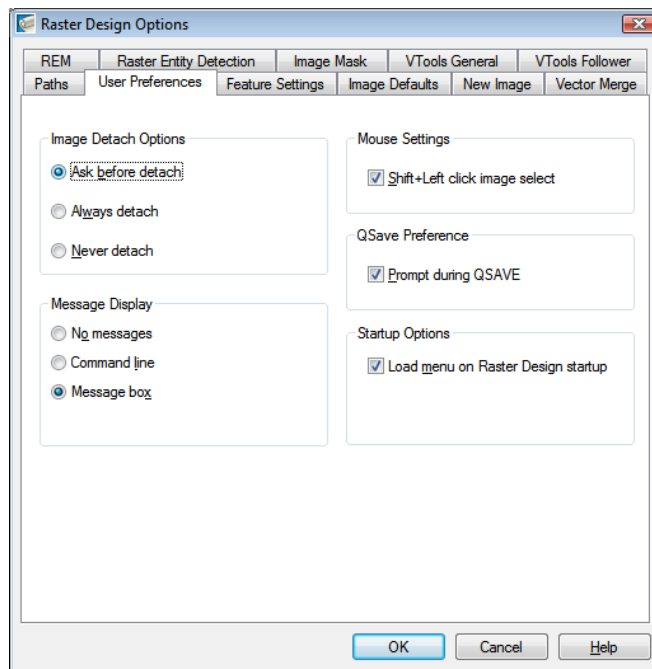 Raster Design Options
REM Raster Entity Detection Image Mask VTools General VTools Follower
Paths User Preferences Feature Settings Image Defaults New Image Vector Merge
Image Detach Options
Ask before detach
Always detach
Never detach
Message Display
No messages
Command line
Message box
Mouse Settings
Shift+Left click image select
QSave Preference
Prompt during QSAVE
Startup Options
Load menu on Raster Design startup
OK Cancel Help